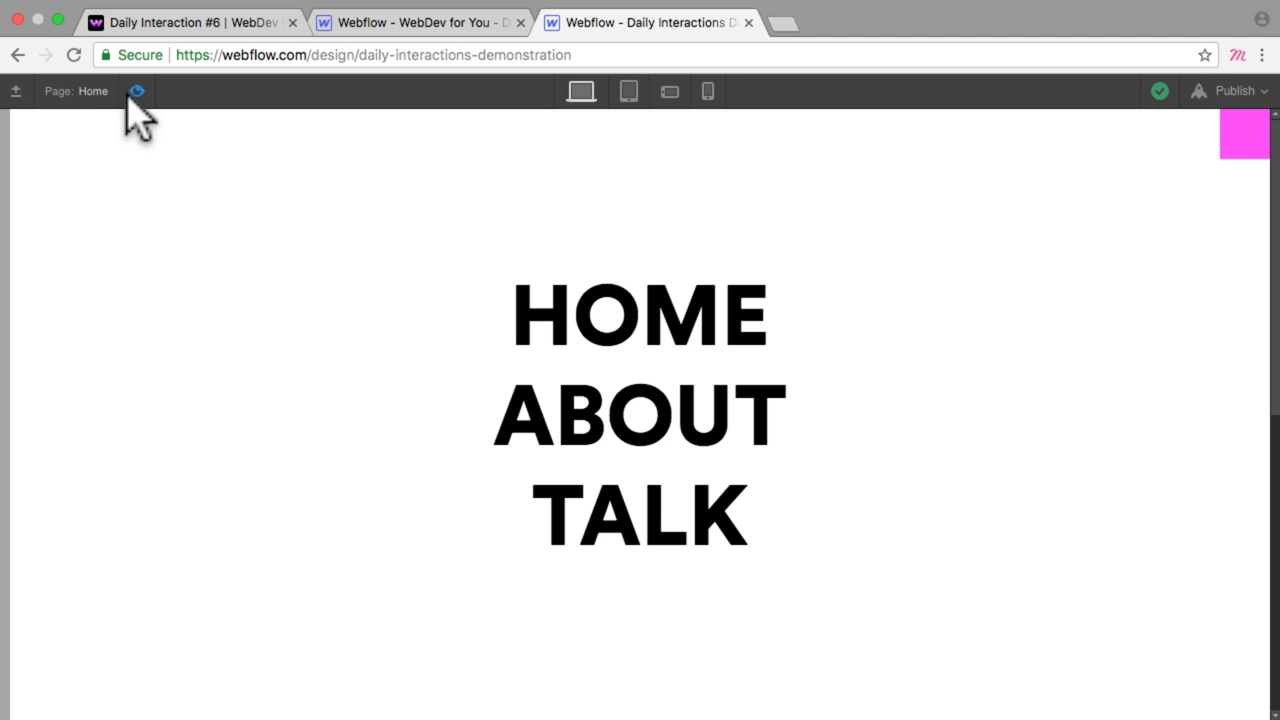 Daily Interaction #6 | WebDev
Webflow - WebDev for You - D
Webflow - Daily Interactions D
Secure
https://webflow.com/design/daily-interactions-demonstration
Page: Home
Publish
HOME
ABOUT
TALK